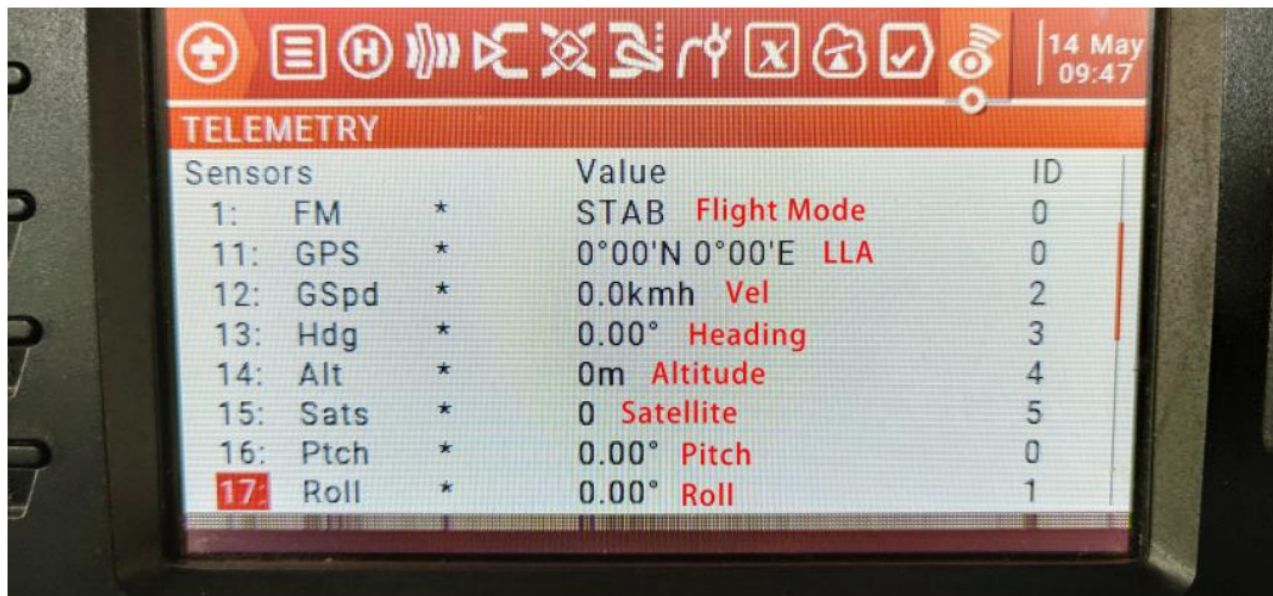 14 May
09:47
TELEMETRY
Sensors Value ID
1: FM * STAB Flight Mode 0
11: GPS * 0°00'N 0°00'E LLA 0
12: GSpd * 0.0kmh Vel 2
13: Hdg * 0.00° Heading 3
14: Alt * 0m Altitude 4
15: Sats * 0 Satellite 5
16: Ptch * 0.00° Pitch 0
17: Roll * 0.00° Roll 1